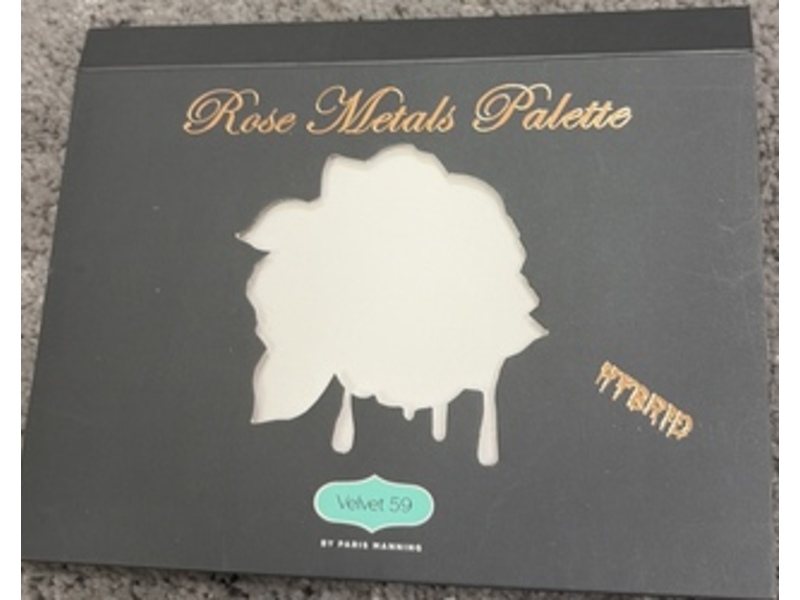 Rose Metals Palette
HYBRID
Velvet 59
BY PARIS MANNING